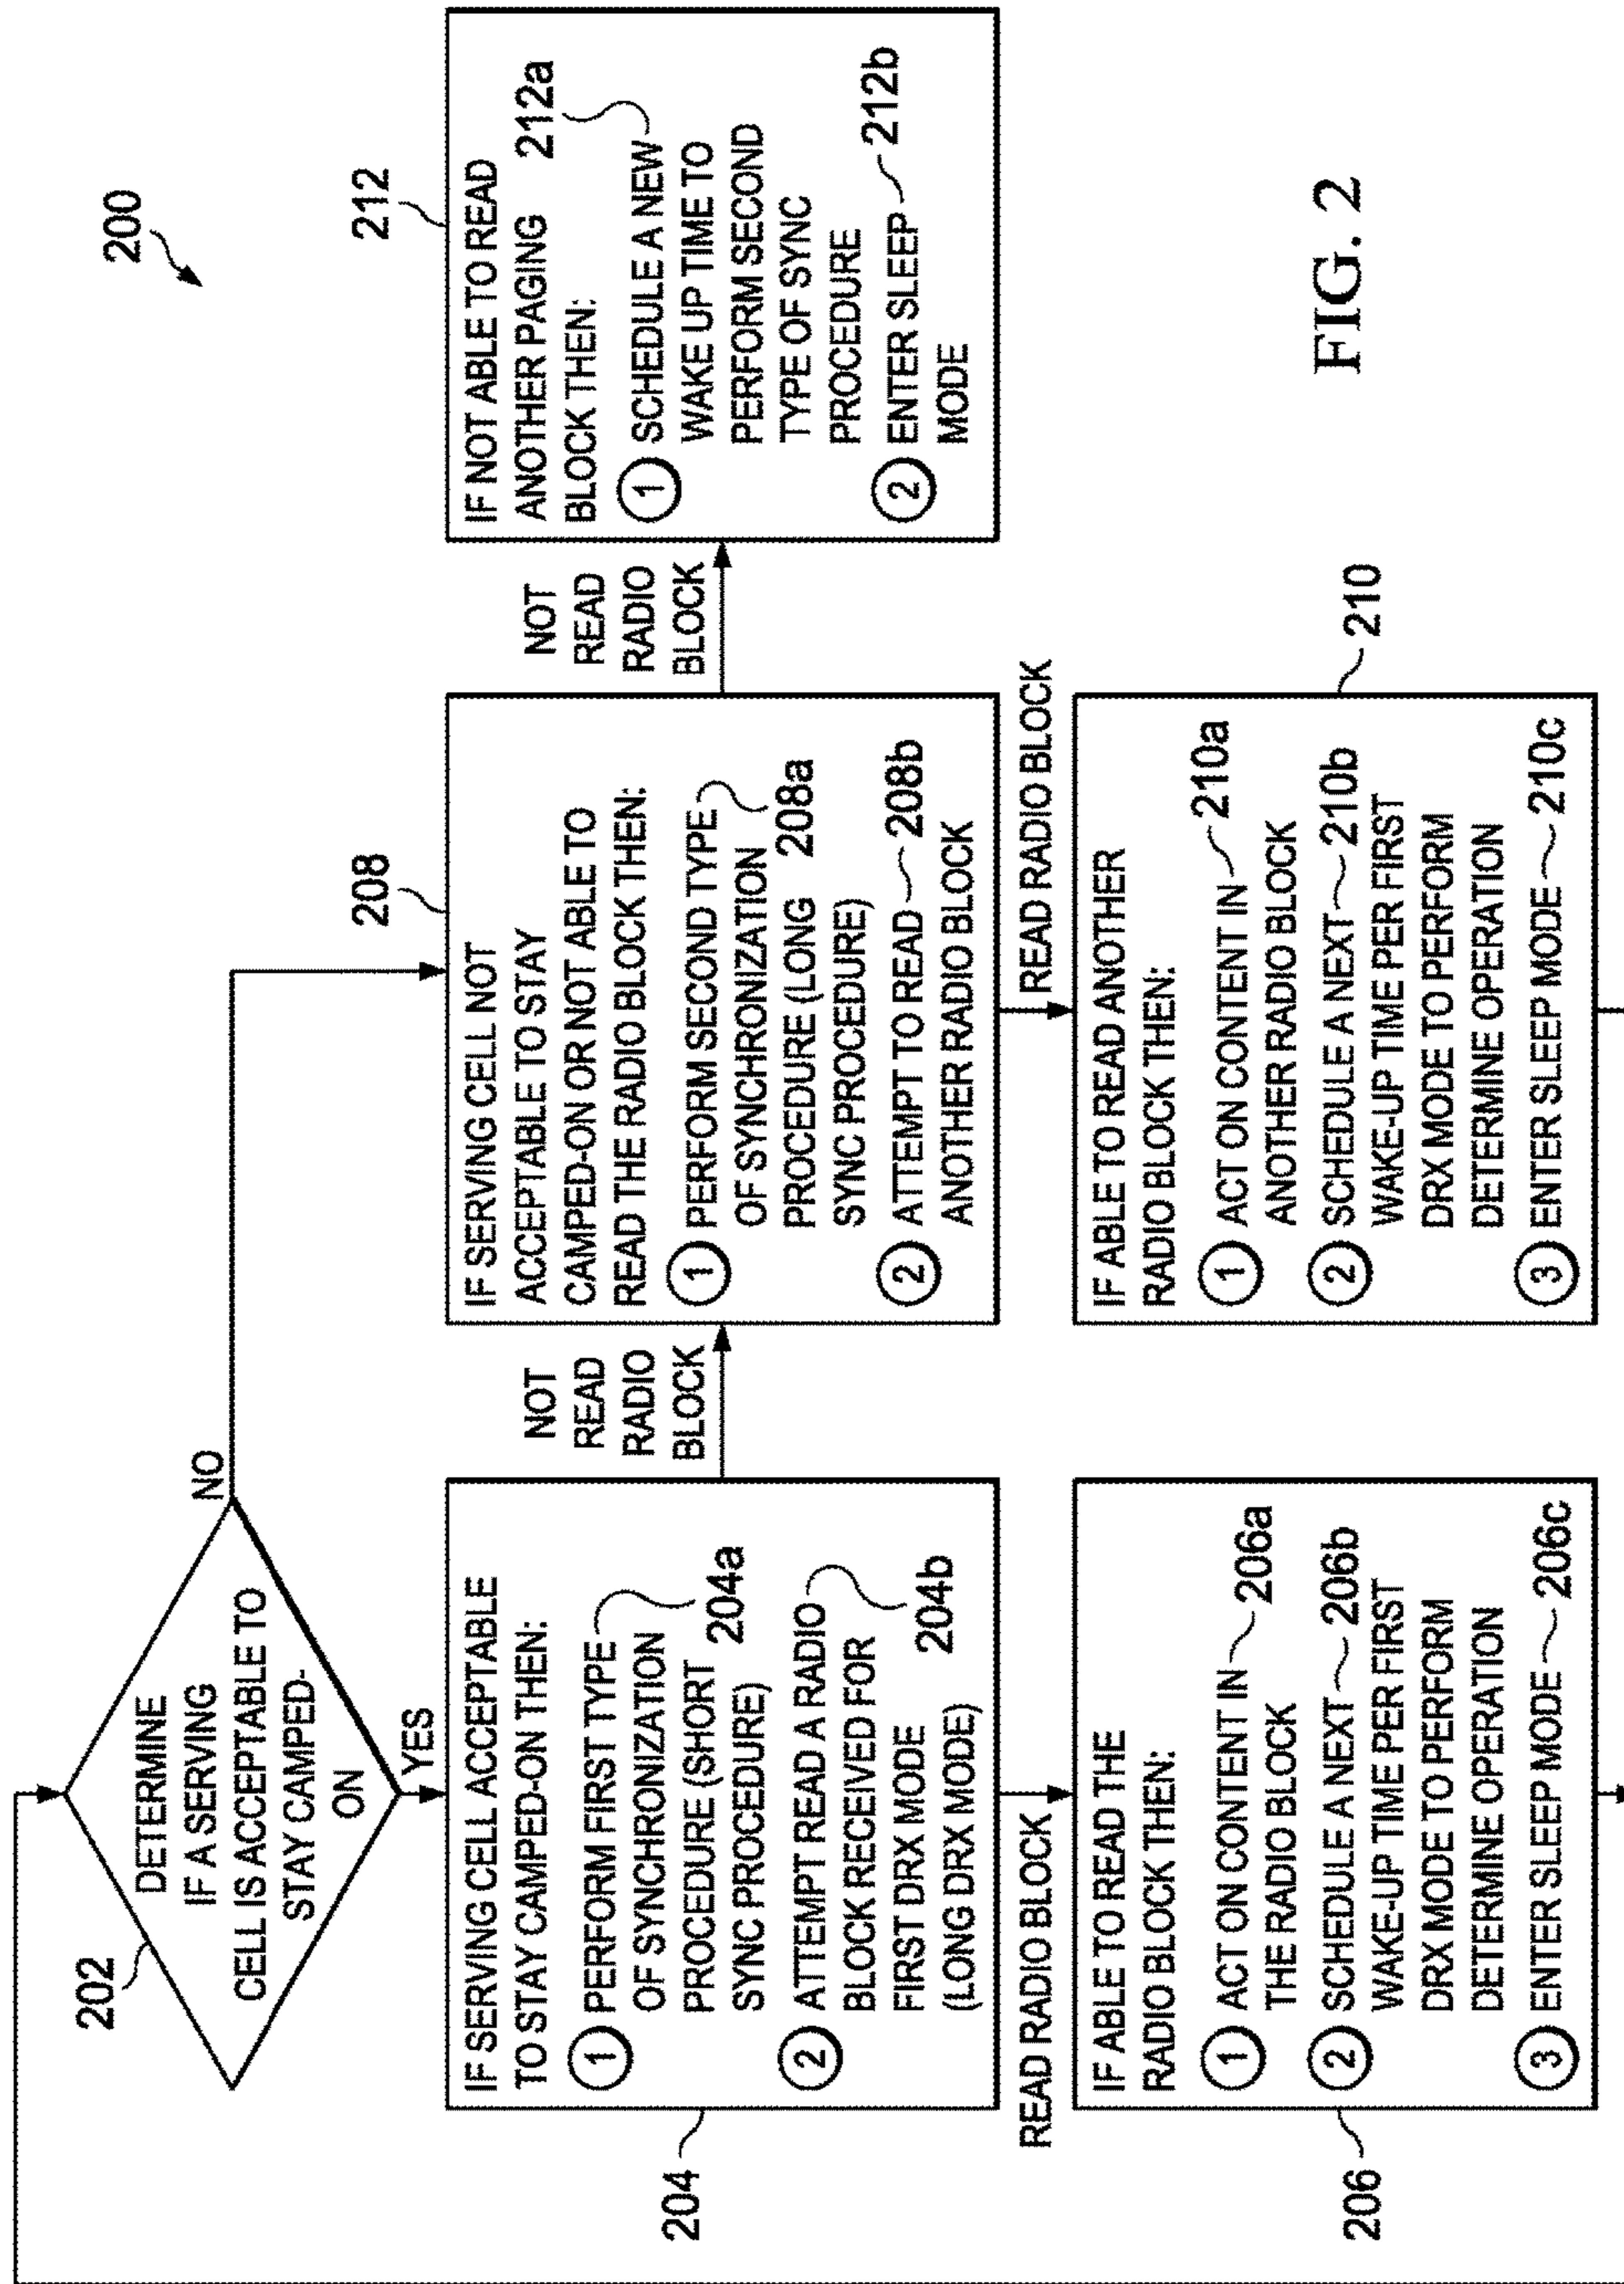 200
202
DETERMINE
IF A SERVING
CELL IS ACCEPTABLE TO
STAY CAMPED-
ON
NO
YES
204
IF SERVING CELL ACCEPTABLE
TO STAY CAMPED-ON THEN:
1 PERFORM FIRST TYPE
OF SYNCHRONIZATION
PROCEDURE (SHORT 204a
SYNC PROCEDURE)
2 ATTEMPT READ A RADIO
BLOCK RECEIVED FOR
FIRST DRX MODE 204b
(LONG DRX MODE)
NOT
READ
RADIO
BLOCK
READ RADIO BLOCK
206
IF ABLE TO READ THE
RADIO BLOCK THEN:
1 ACT ON CONTENT IN 206a
THE RADIO BLOCK
2 SCHEDULE A NEXT 206b
WAKE-UP TIME PER FIRST
DRX MODE TO PERFORM
DETERMINE OPERATION
3 ENTER SLEEP MODE 206c
208
IF SERVING CELL NOT
ACCEPTABLE TO STAY
CAMPED-ON OR NOT ABLE TO
READ THE RADIO BLOCK THEN:
1 PERFORM SECOND TYPE
OF SYNCHRONIZATION
PROCEDURE (LONG 208a
SYNC PROCEDURE)
2 ATTEMPT TO READ 208b
ANOTHER RADIO BLOCK
NOT
READ
RADIO
BLOCK
READ RADIO BLOCK
210
IF ABLE TO READ ANOTHER
RADIO BLOCK THEN:
1 ACT ON CONTENT IN 210a
ANOTHER RADIO BLOCK
2 SCHEDULE A NEXT 210b
WAKE-UP TIME PER FIRST
DRX MODE TO PERFORM
DETERMINE OPERATION
3 ENTER SLEEP MODE 210c
212
IF NOT ABLE TO READ
ANOTHER PAGING 212a
BLOCK THEN:
1 SCHEDULE A NEW
WAKE UP TIME TO
PERFORM SECOND
TYPE OF SYNC
PROCEDURE
2 ENTER SLEEP 212b
MODE
FIG. 2